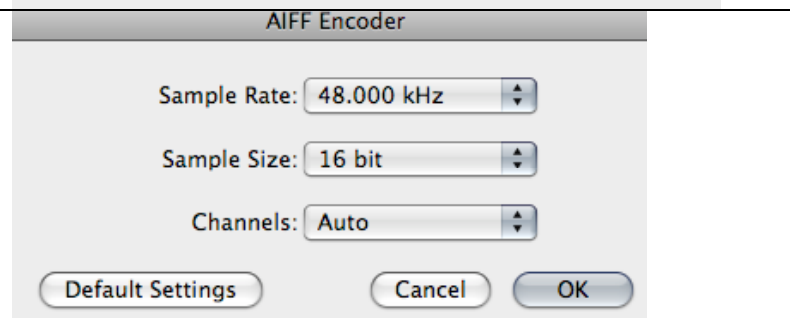 AIFF Encoder
Sample Rate: 48.000 kHz
Sample Size: 16 bit
Channels: Auto
Default Settings Cancel OK